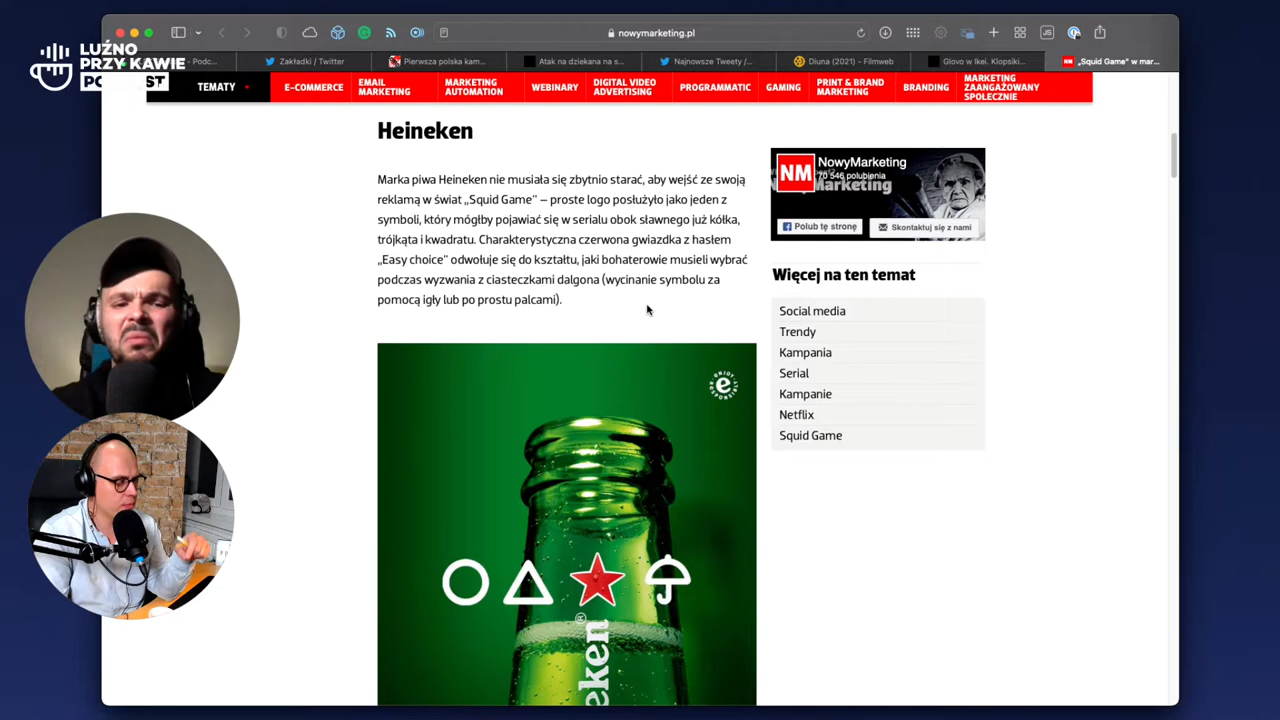 LUŹNO
PRZY KAWIE
PODCAST
nowymarketing.pl
- Podc...
Zakładki / Twitter
Pierwsza polska kam...
Atak na dziekana na s...
Najnowsze Tweety /...
Diuna (2021) - Filmweb
Glovo w Ikei. Klopsiki...
„Squid Game" w mar...
TEMATY
E-COMMERCE
EMAIL
MARKETING
MARKETING
AUTOMATION
WEBINARY
DIGITAL VIDEO
ADVERTISING
PROGRAMMATIC
GAMING
PRINT & BRAND
MARKETING
BRANDING
MARKETING
ZAANGAŻOWANY
SPOŁECZNIE
Heineken
Marka piwa Heineken nie musiała się zbytnio starać, aby wejść ze swoją
reklamą w świat „Squid Game" – proste logo posłużyło jako jeden z
symboli, który mógłby pojawiać się w serialu obok sławnego już kółka,
trójkąta i kwadratu. Charakterystyczna czerwona gwiazdka z hasłem
„Easy choice" odwołuje się do kształtu, jaki bohaterowie musieli wybrać
podczas wyzwania z ciasteczkami dalgona (wycinanie symbolu za
pomocą igły lub po prostu palcami).
NM
NowyMarketing
70 546 polubienia
NowyMarketing
Polub tę stronę
Skontaktuj się z nami
Więcej na ten temat
Social media
Trendy
Kampania
Serial
Kampanie
Netflix
Squid Game
ENJOY
RESPONSIBLY
e
eken®